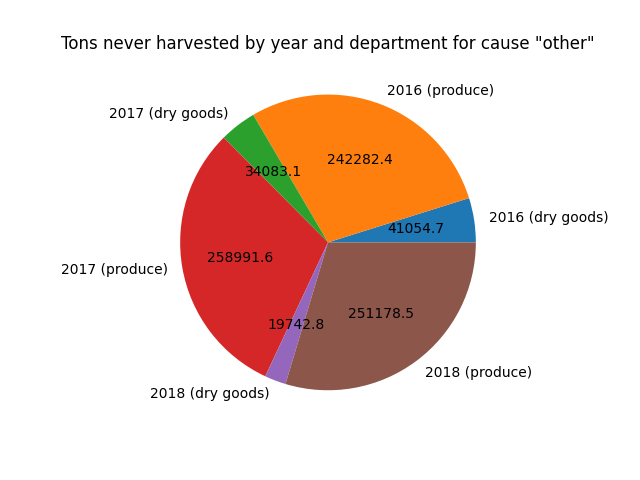 Tons never harvested by year and department for cause "other"
2016 (produce)
2017 (dry goods)
242282.4
34083.1
2016 (dry goods)
41054.7
258991.6
2017 (produce)
251178.5
19742.8
2018 (produce)
2018 (dry goods)